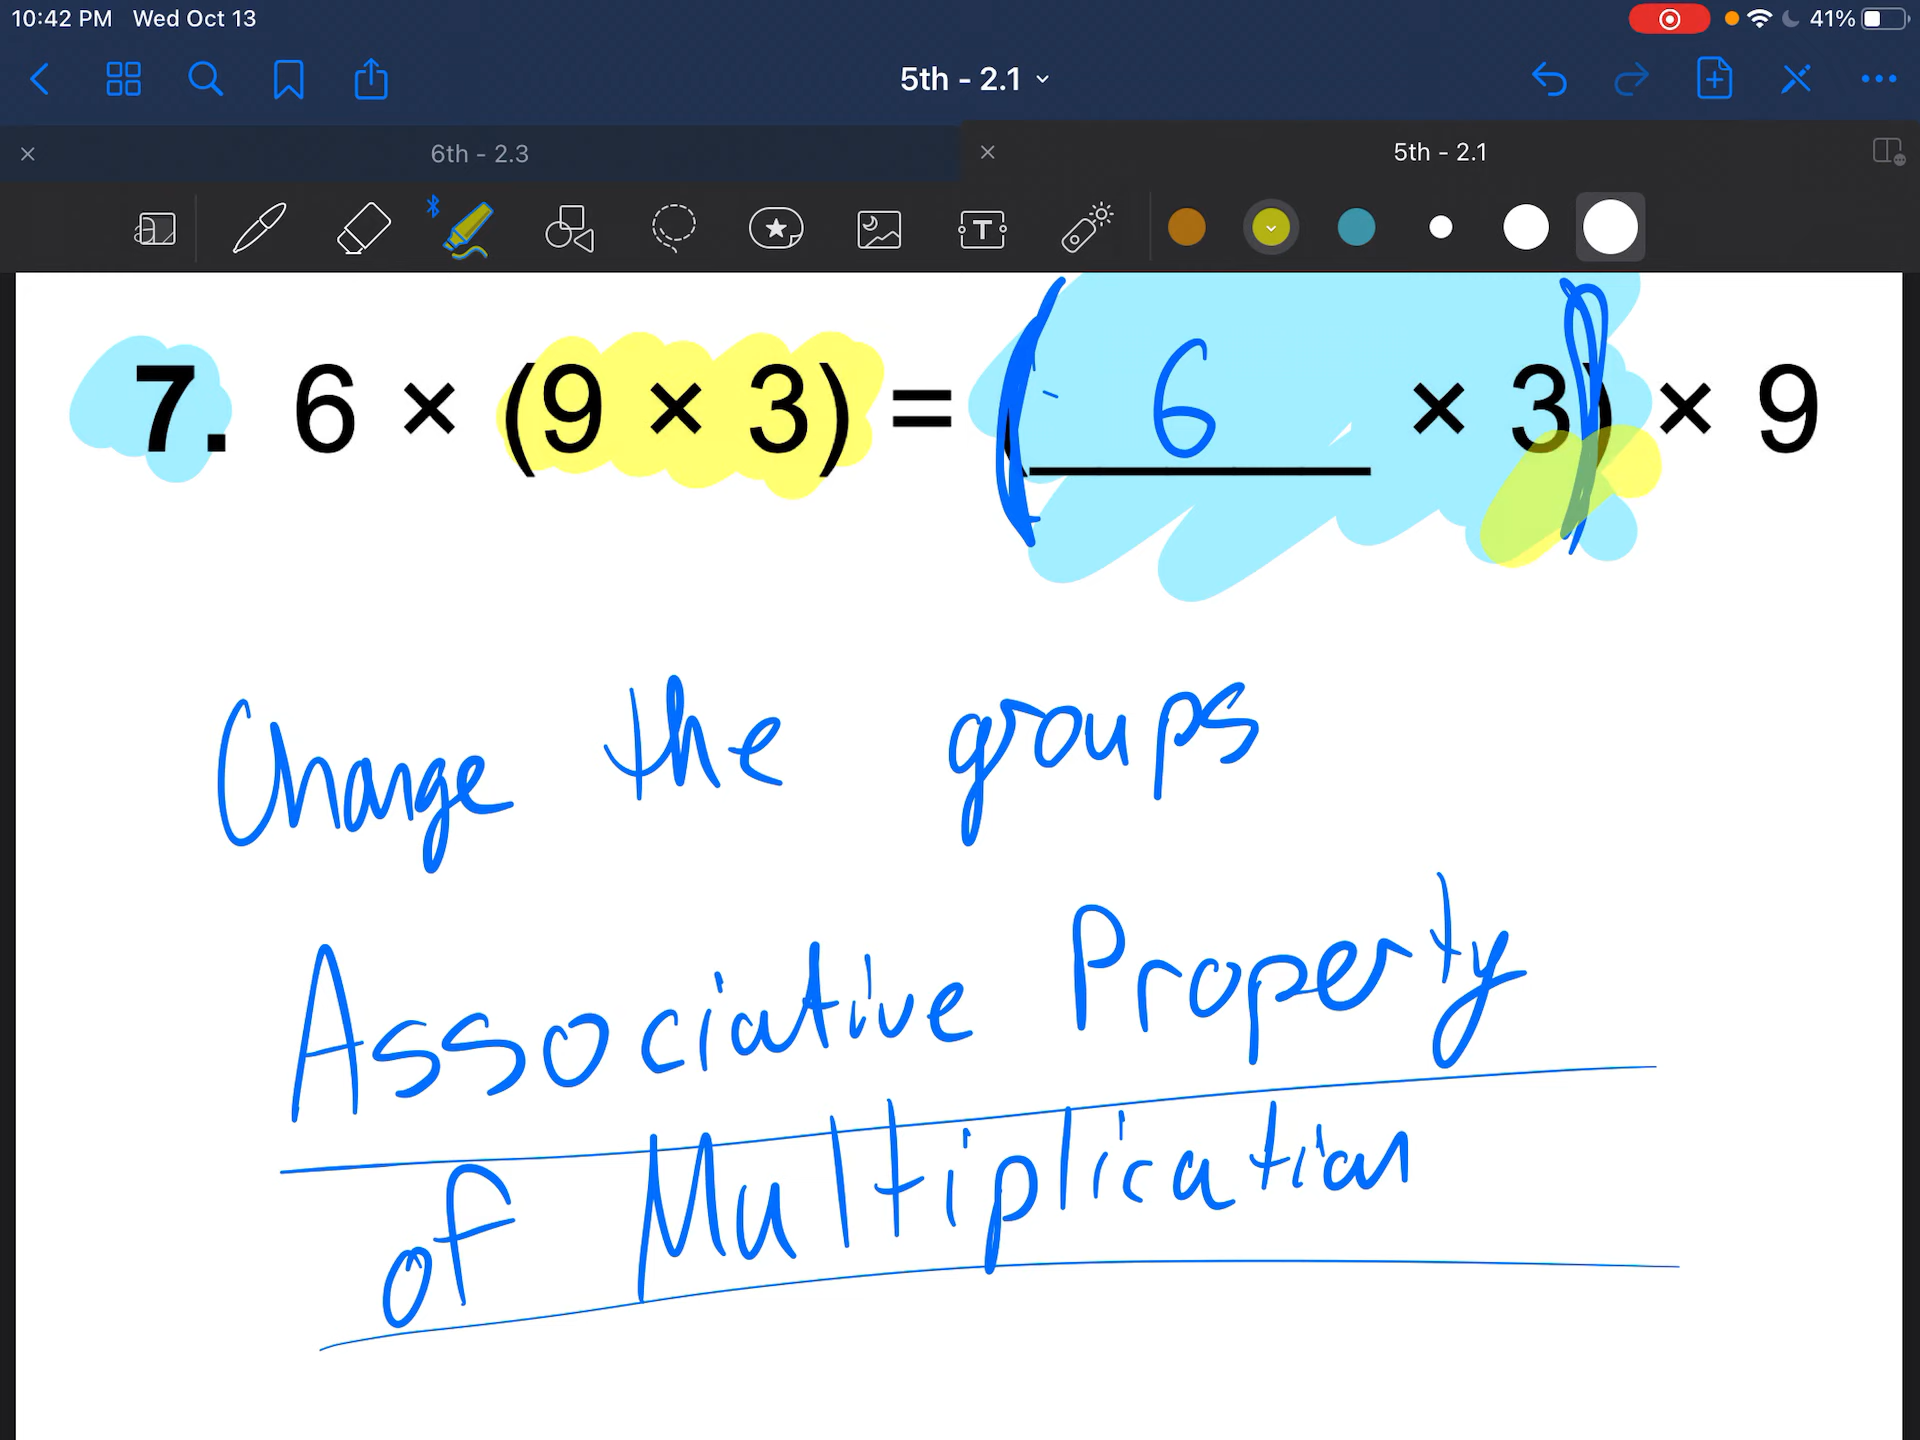 10:42 PM Wed Oct 13 41%
5th - 2.1
6th - 2.3 5th - 2.1
7. 6 × (9 × 3) = ( 6 × 3) × 9
Change the groups
Associative Property
of Multiplication